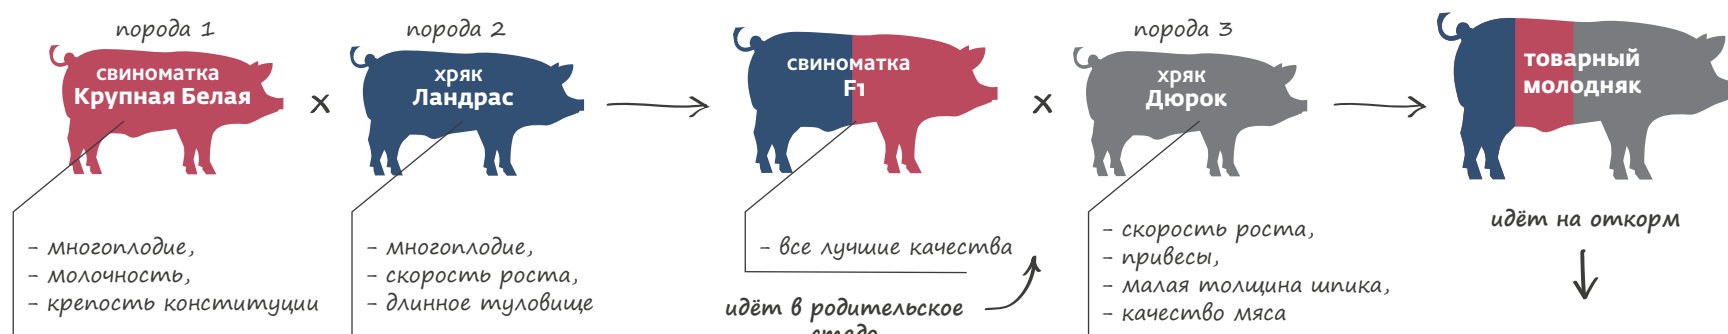 порода 1
свиноматка
Крупная Белая
- многоплодие,
- молочность,
- крепость конституции
x
порода 2
хряк
Ландрас
- многоплодие,
- скорость роста,
- длинное туловище
свиноматка
F1
- все лучшие качества
идёт в родительское
стадо
x
порода 3
хряк
Дюрок
- скорость роста,
- привесы,
- малая толщина шпика,
- качество мяса
товарный
молодняк
идёт на откорм